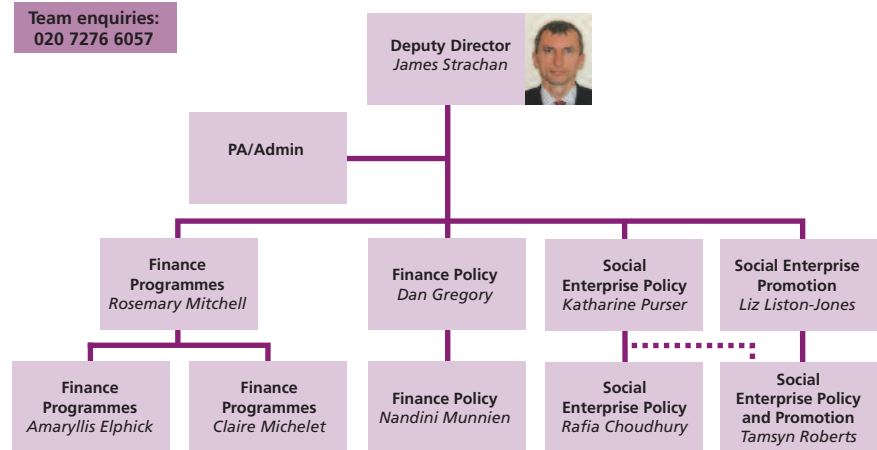 Team enquiries:
020 7276 6057
Deputy Director
James Strachan
PA/Admin
Finance
Programmes
Rosemary Mitchell
Finance Policy
Dan Gregory
Social
Enterprise Policy
Katharine Purser
Social Enterprise
Promotion
Liz Liston-Jones
Finance
Programmes
Amaryllis Elphick
Finance
Programmes
Claire Michelet
Finance Policy
Nandini Munnien
Social
Enterprise Policy
Rafia Choudhury
Social
Enterprise Policy
and Promotion
Tamsyn Roberts